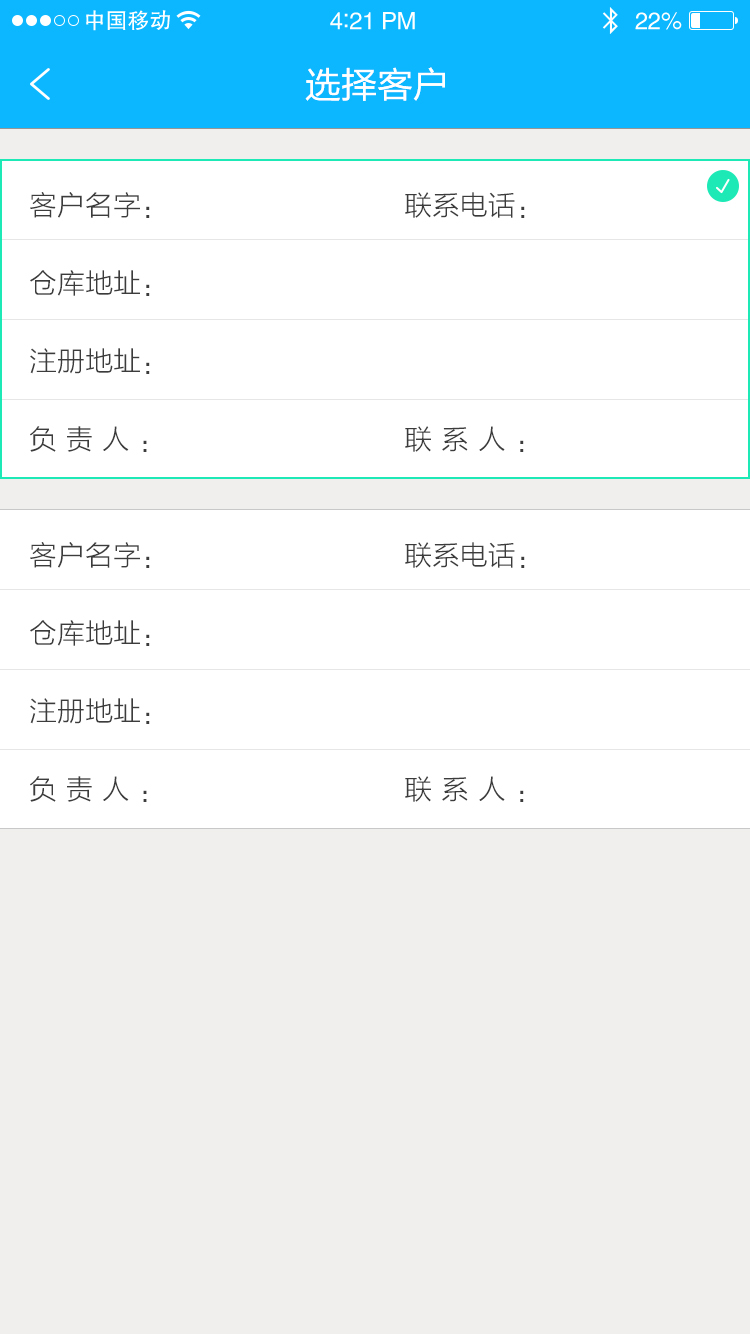 中国移动 4:21 PM 22%
选择客户
客户名字: 联系电话:
仓库地址:
注册地址:
负 责 人 : 联 系 人 :
客户名字: 联系电话:
仓库地址:
注册地址:
负 责 人 : 联 系 人 :